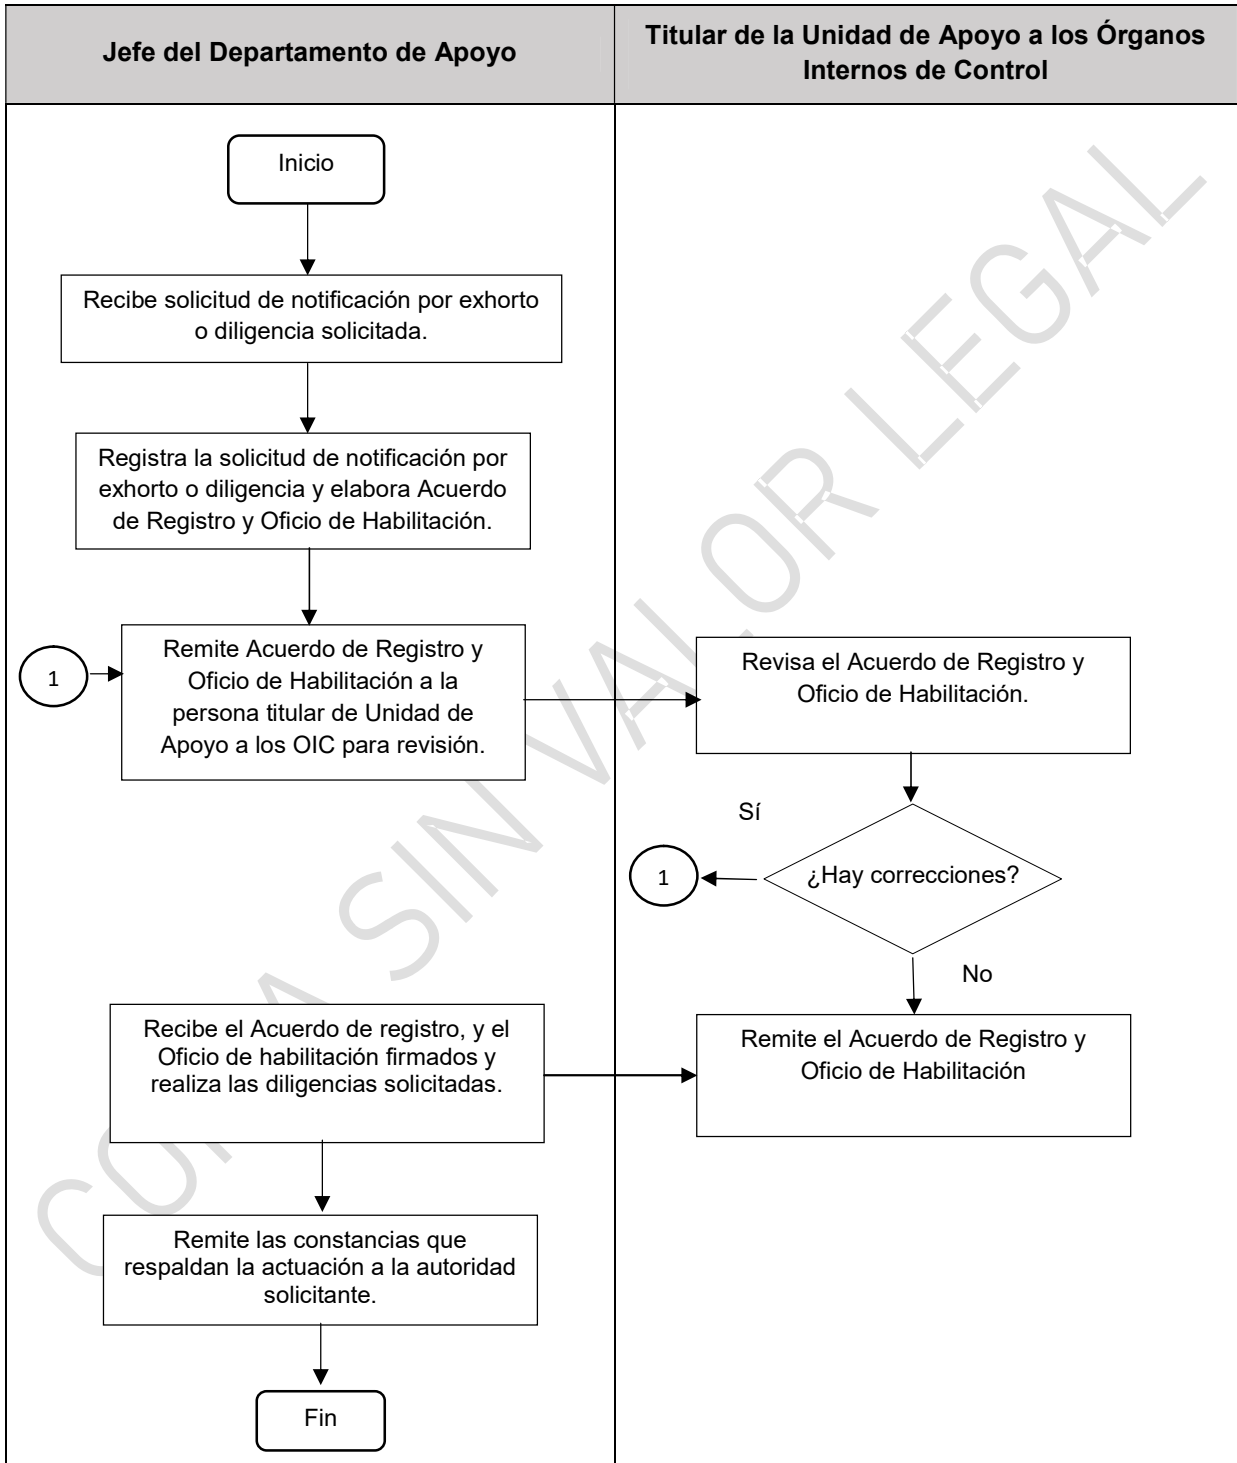 Jefe del Departamento de Apoyo
Titular de la Unidad de Apoyo a los Órganos
Internos de Control
Inicio
Recibe solicitud de notificación por exhorto
o diligencia solicitada.
Registra la solicitud de notificación por
exhorto o diligencia y elabora Acuerdo
de Registro y Oficio de Habilitación.
1
Remite Acuerdo de Registro y
Oficio de Habilitación a la
persona titular de Unidad de
Apoyo a los OIC para revisión.
Revisa el Acuerdo de Registro y
Oficio de Habilitación.
Sí
1
¿Hay correcciones?
No
Recibe el Acuerdo de registro, y el
Oficio de habilitación firmados y
realiza las diligencias solicitadas.
Remite el Acuerdo de Registro y
Oficio de Habilitación
Remite las constancias que
respaldan la actuación a la autoridad
solicitante.
Fin
COPIA SIN VALOR LEGAL